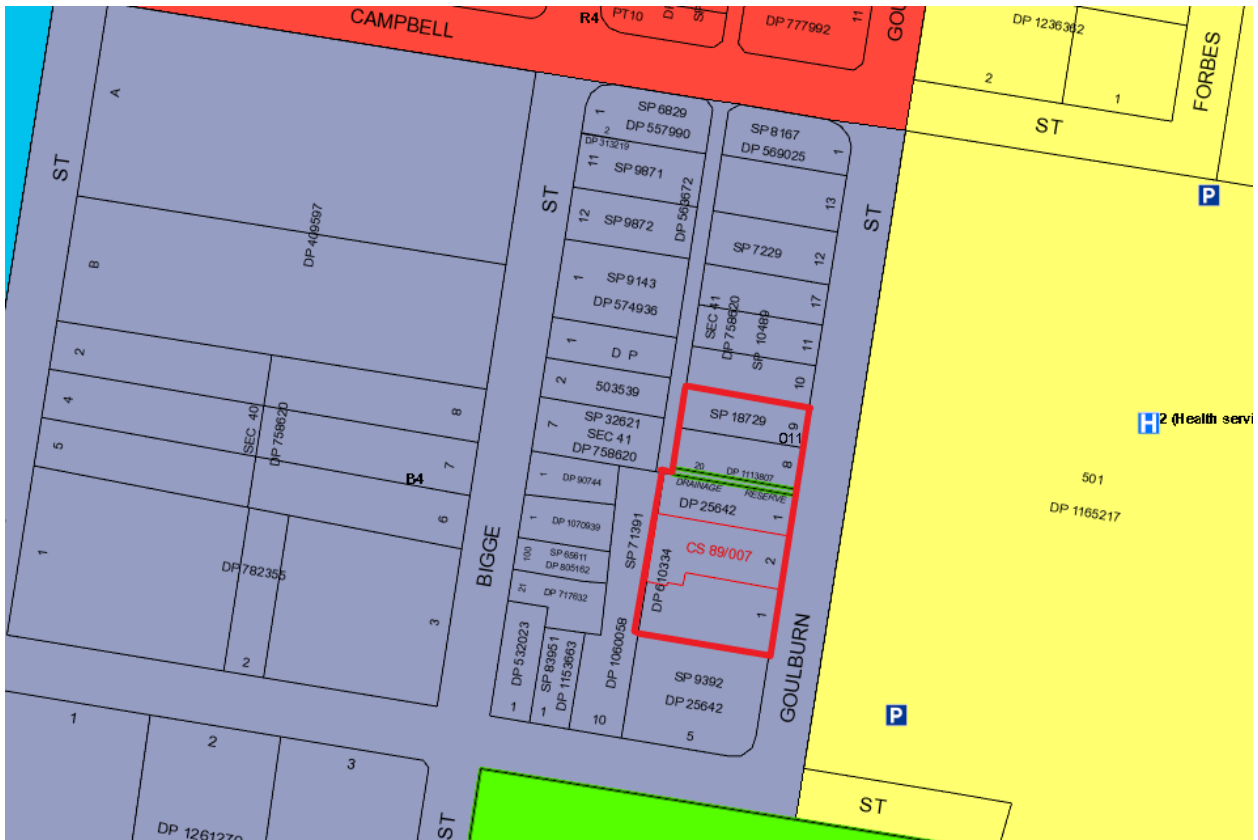 CAMPBELL
R4
PT10
DP 777992
11
DP 1236362
2
1
FORBES
ST
A
ST
DP 409597
B
2
4
5
SEC 40
DP 758620
8
7
6
B4
1
DP 782355
2
3
BIGGE
ST
1
SP 6829
2
DP 557990
DP 313219
11
SP 9871
12
SP 9872
DP 563672
1
SP 9143
DP 574936
1
D P
2
503539
7
SP 32621
SEC 41
DP 758620
SP 8167
DP 569025
1
13
SP 7229
12
17
SEC 41
DP 758620
SP 10489
11
10
ST
SP 18729
9
O11
8
20
DP 1113807
DRAINAGE
RESERVE
DP 25642
1
CS 89/007
2
DP 610334
1
SP 71391
1
DP 90744
1
DP 1070939
100
SP 65611
DP 805162
21
DP 717632
DP 532023
1
SP 83951
1
DP 1153663
DP 1060058
10
SP 9392
DP 25642
5
GOULBURN
P
H
2 (Health servi
501
DP 1165217
P
ST
1
2
3
DP 1261270
ST